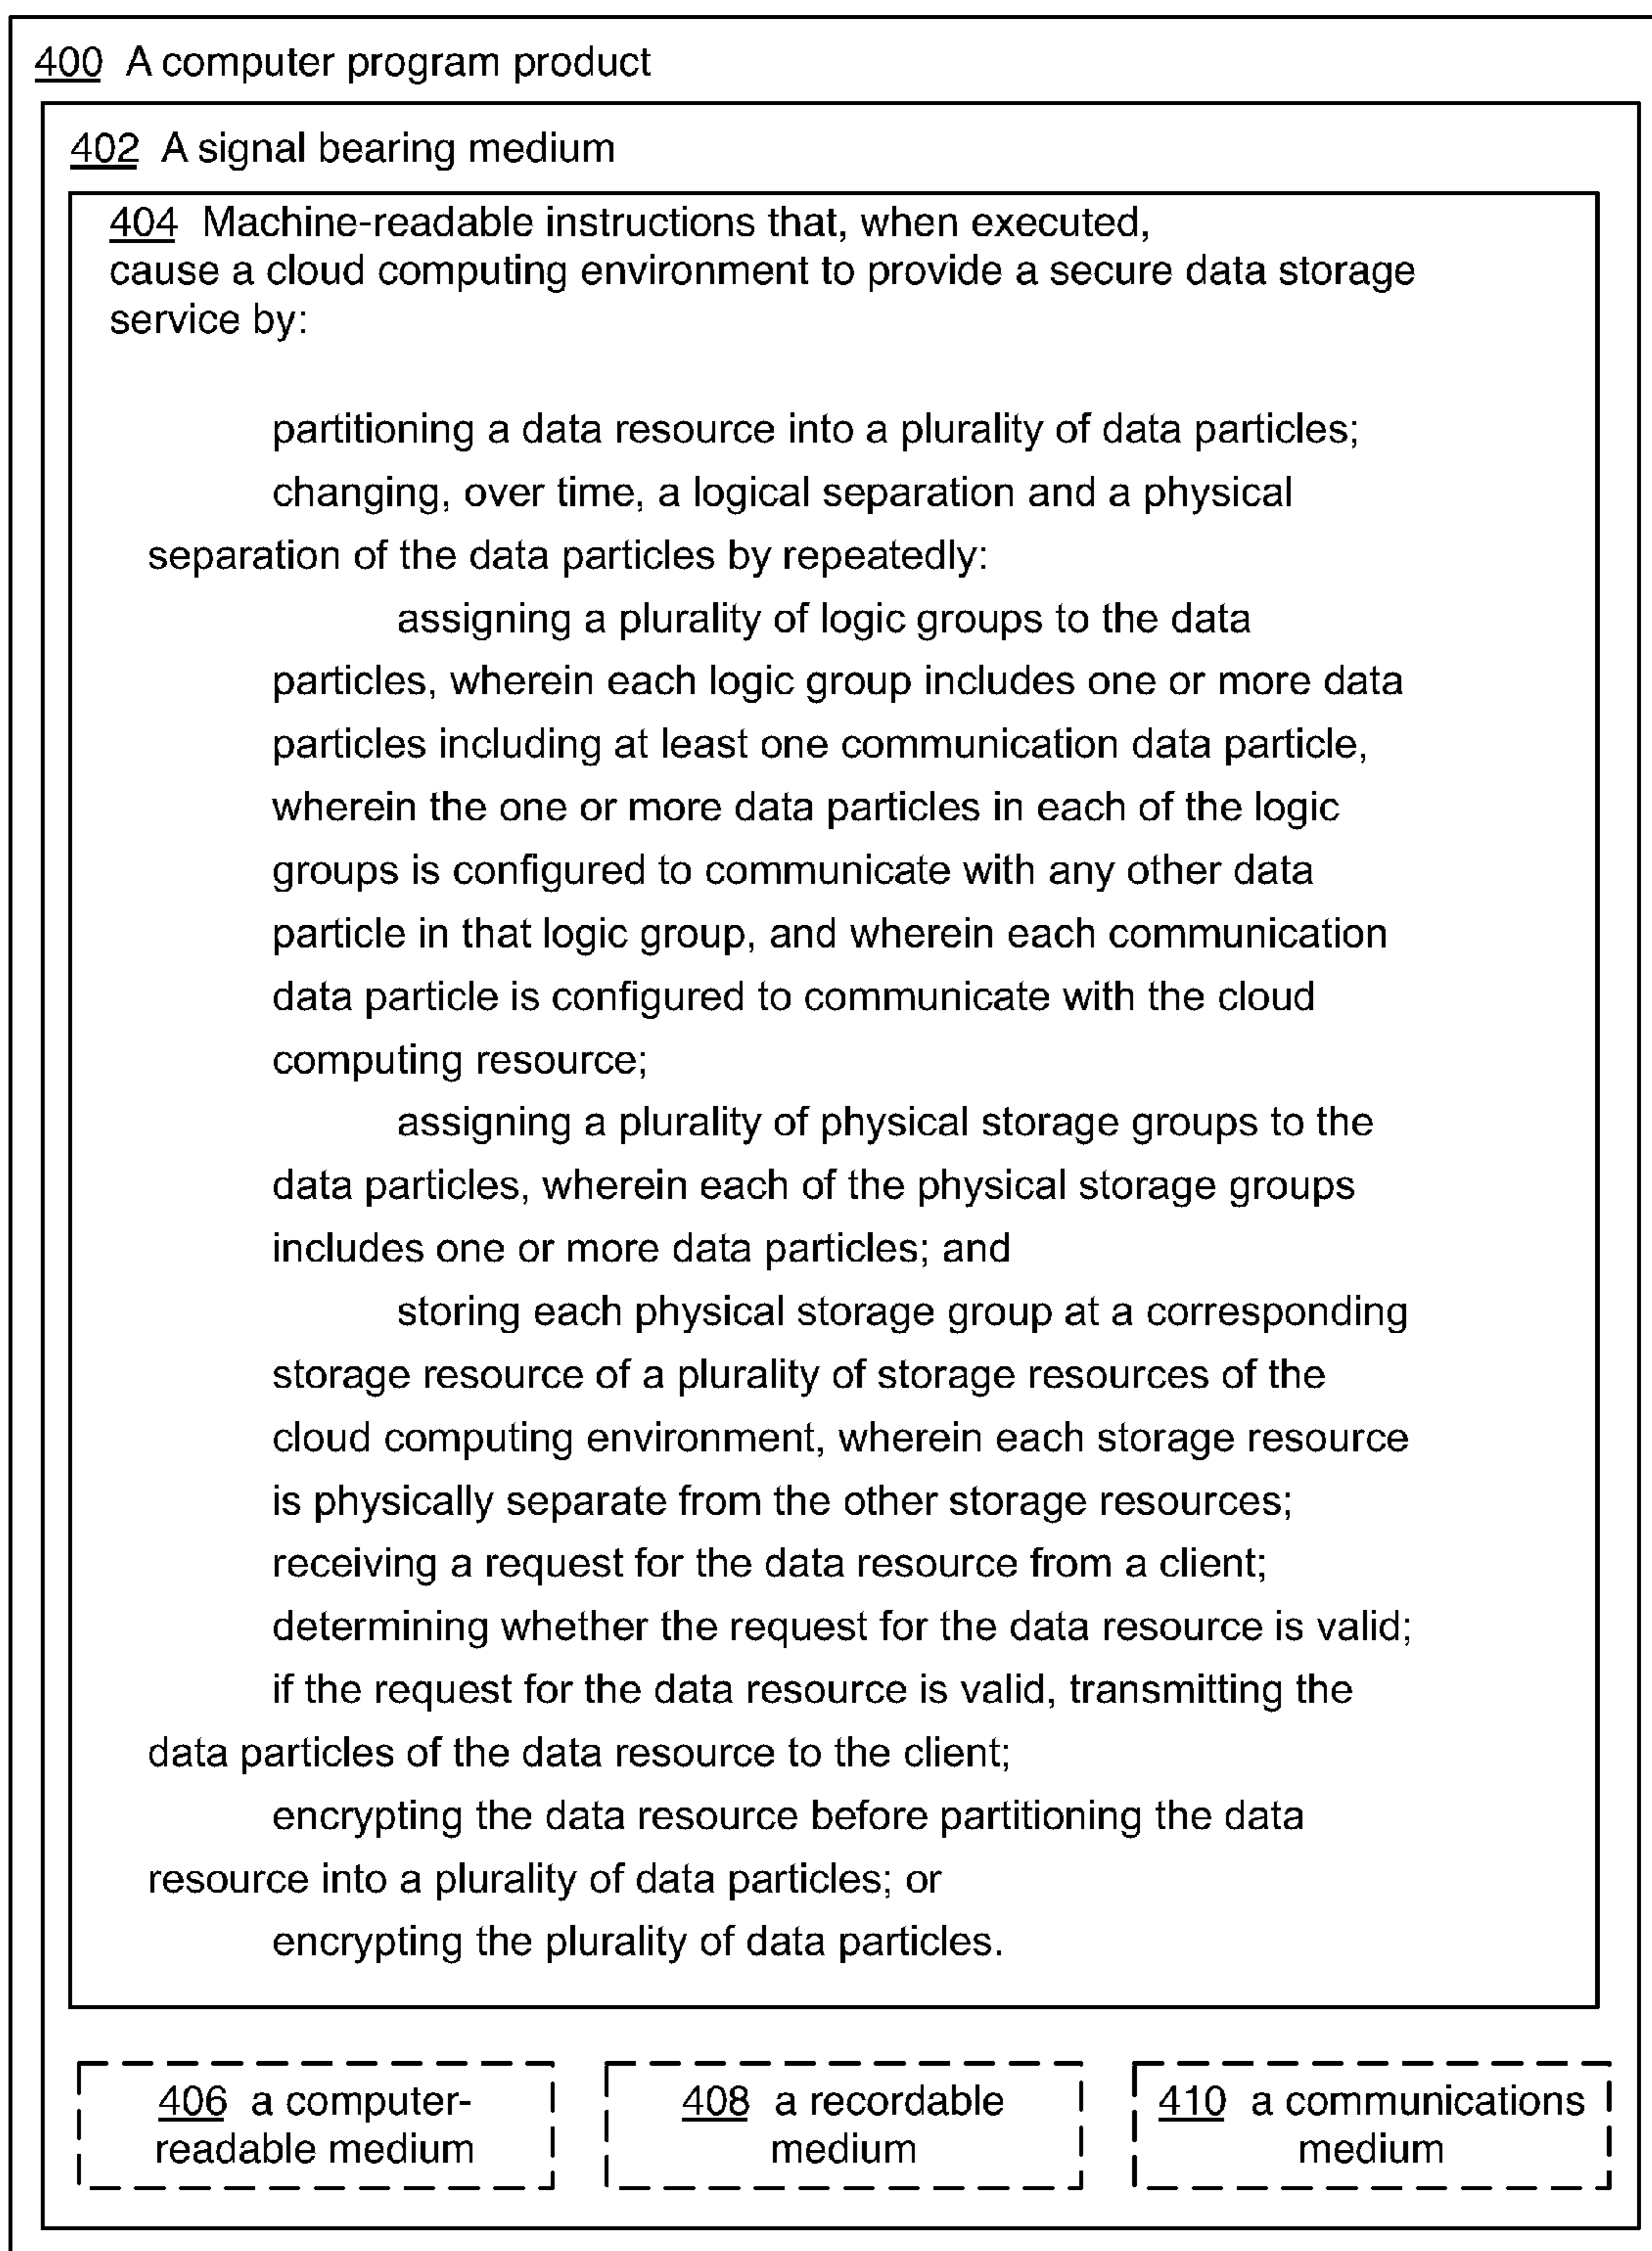 400 A computer program product
402 A signal bearing medium
404 Machine-readable instructions that, when executed,
cause a cloud computing environment to provide a secure data storage
service by:
partitioning a data resource into a plurality of data particles;
changing, over time, a logical separation and a physical
separation of the data particles by repeatedly:
assigning a plurality of logic groups to the data
particles, wherein each logic group includes one or more data
particles including at least one communication data particle,
wherein the one or more data particles in each of the logic
groups is configured to communicate with any other data
particle in that logic group, and wherein each communication
data particle is configured to communicate with the cloud
computing resource;
assigning a plurality of physical storage groups to the
data particles, wherein each of the physical storage groups
includes one or more data particles; and
storing each physical storage group at a corresponding
storage resource of a plurality of storage resources of the
cloud computing environment, wherein each storage resource
is physically separate from the other storage resources;
receiving a request for the data resource from a client;
determining whether the request for the data resource is valid;
if the request for the data resource is valid, transmitting the
data particles of the data resource to the client;
encrypting the data resource before partitioning the data
resource into a plurality of data particles; or
encrypting the plurality of data particles.
406 a computer-
readable medium
408 a recordable
medium
410 a communications
medium